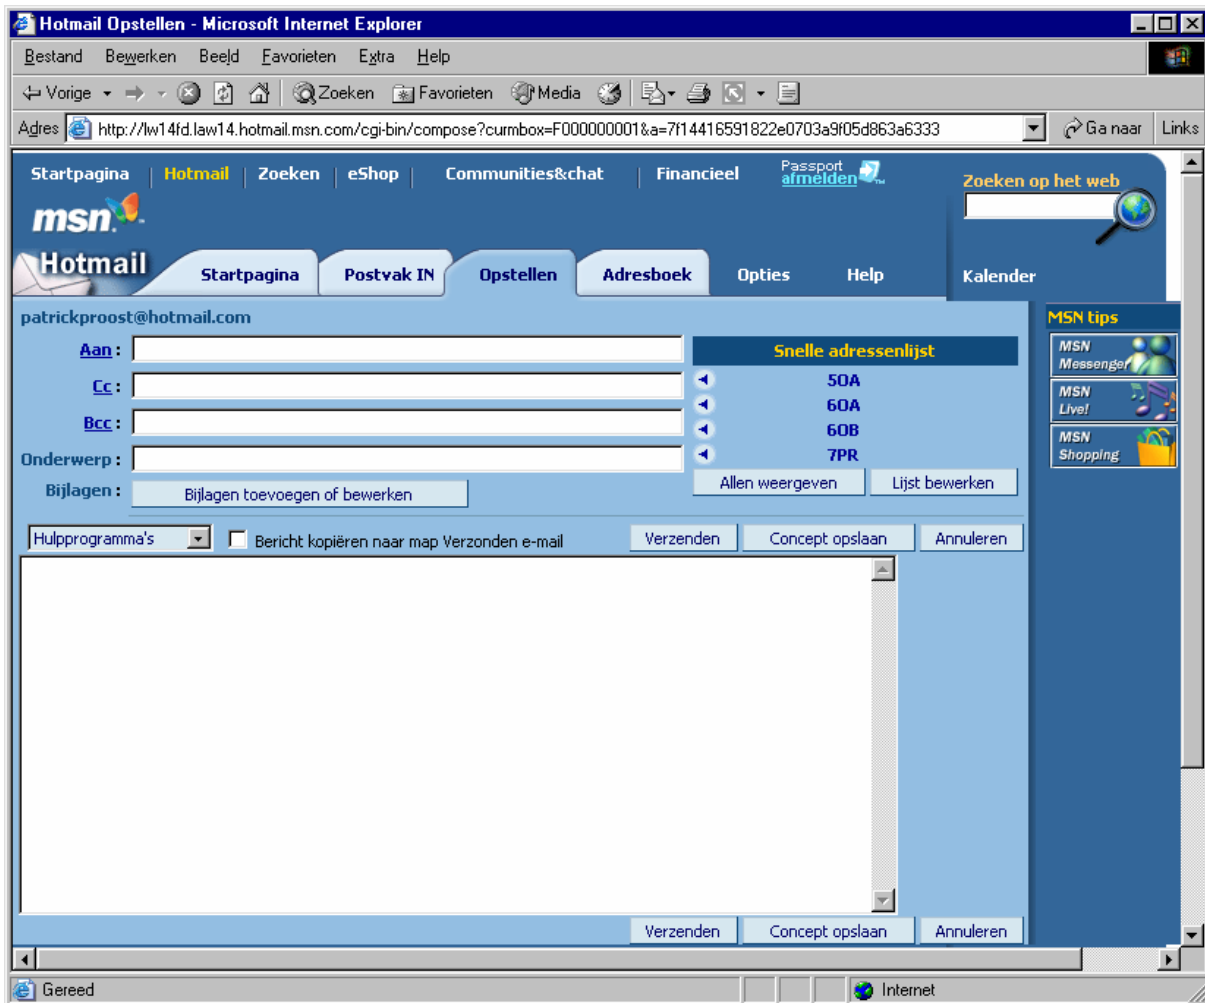 Hotmail Opstellen - Microsoft Internet Explorer
Bestand Bewerken Beeld Favorieten Extra Help
Vorige Zoeken Favorieten Media
Adres http://lw14fd.law14.hotmail.msn.com/cgi-bin/compose?curmbox=F000000001&a=7f14416591822e0703a9f05d863a6333 Ga naar Links
Startpagina | Hotmail | Zoeken | eShop | Communities&chat | Financieel Passport afmelden TM
Zoeken op het web
msn
Hotmail Startpagina Postvak IN Opstellen Adresboek Opties Help Kalender
patrickproost@hotmail.com
MSN tips
Aan :
Snelle adressenlijst
MSN Messenger
Cc :
5OA
MSN Live!
6OA
Bcc :
6OB
MSN Shopping
Onderwerp :
7PR
Bijlagen : Bijlagen toevoegen of bewerken
Allen weergeven Lijst bewerken
Hulpprogramma's Bericht kopiëren naar map Verzonden e-mail Verzenden Concept opslaan Annuleren
Verzenden Concept opslaan Annuleren
Gereed Internet